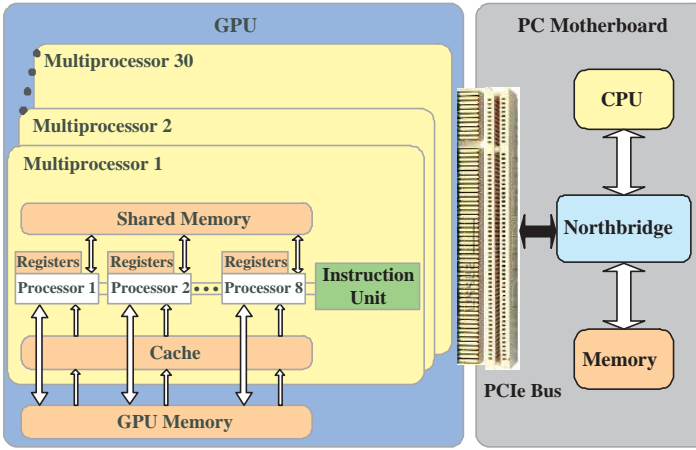 GPU
Multiprocessor 30
Multiprocessor 2
Multiprocessor 1
Shared Memory
Registers Registers Registers
Processor 1 Processor 2 Processor 8
Instruction
Unit
Cache
GPU Memory
PCIe Bus
PC Motherboard
CPU
Northbridge
Memory